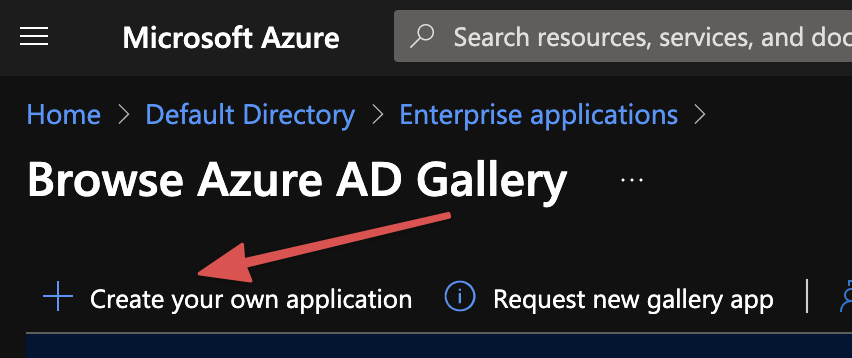 Microsoft Azure
Search resources, services, and doc
Home > Default Directory > Enterprise applications >
Browse Azure AD Gallery ...
+ Create your own application
Request new gallery app